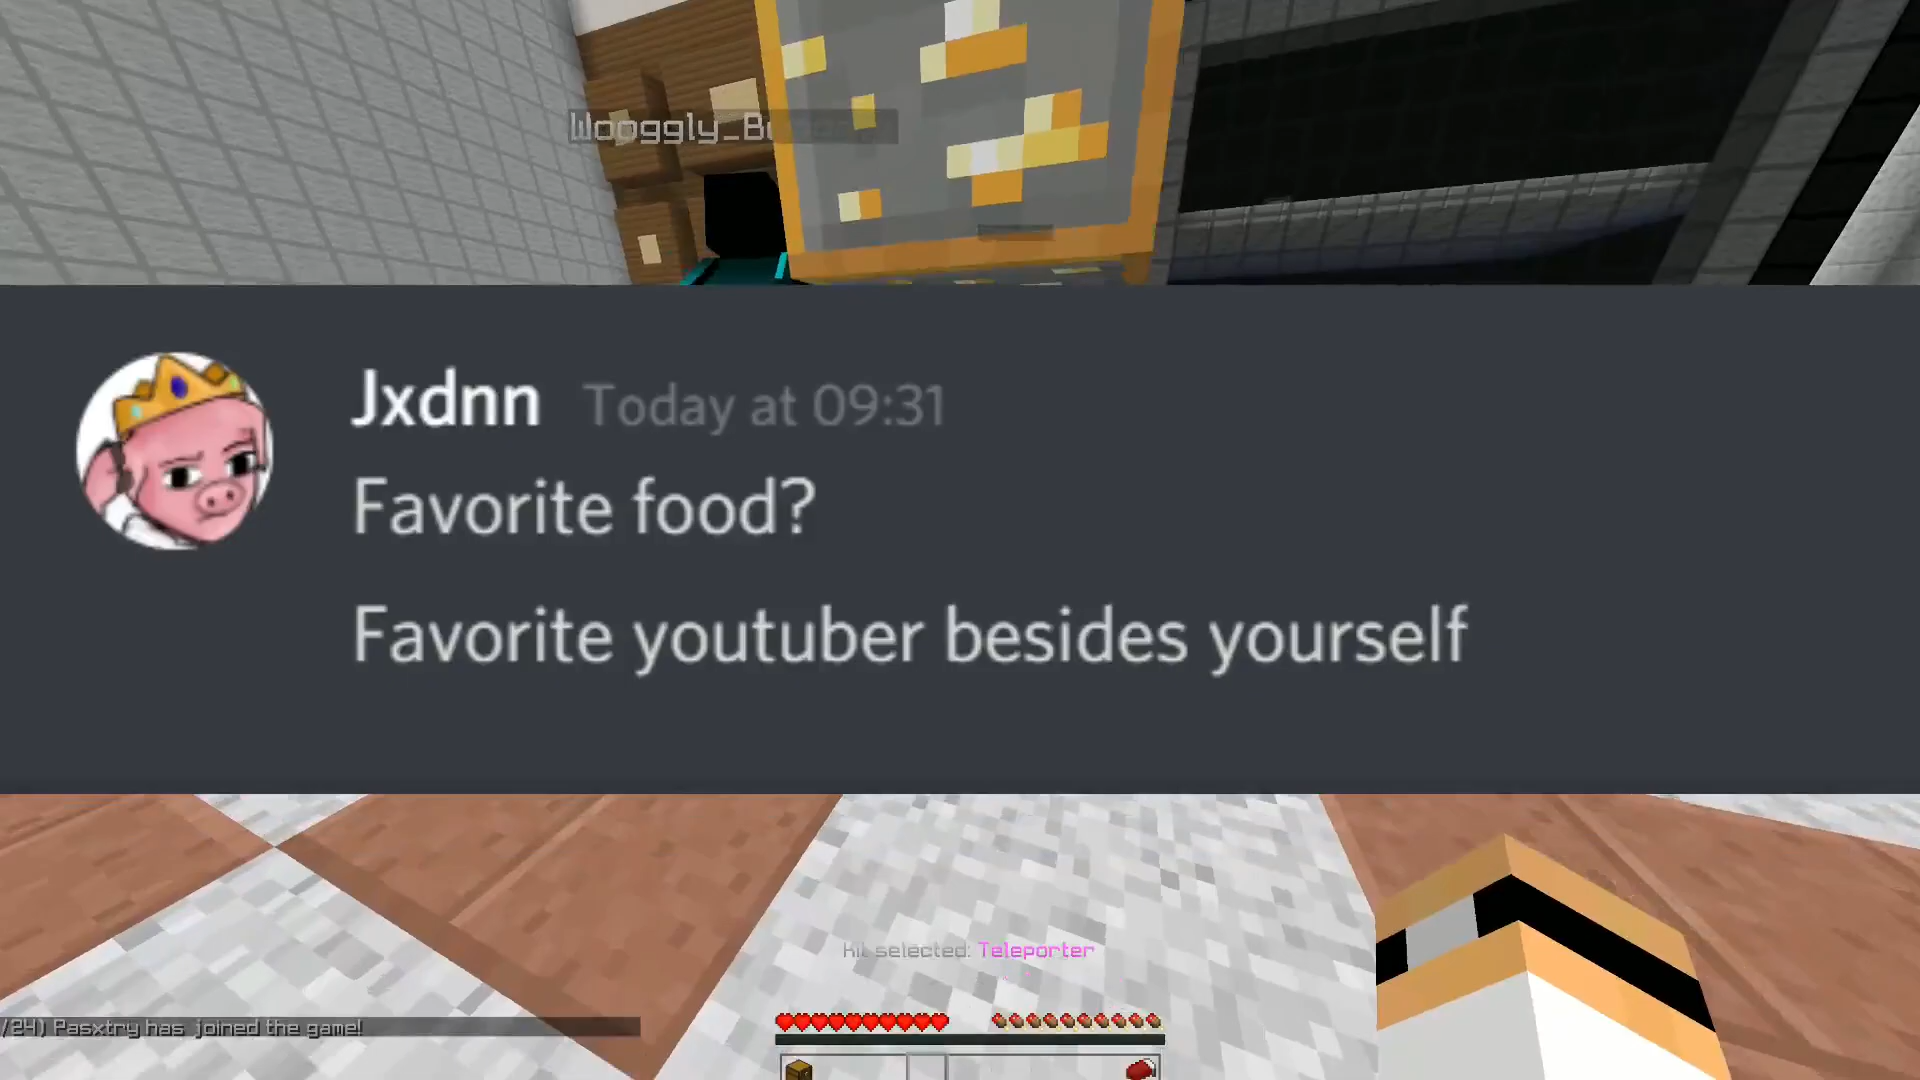 Jxdnn Today at 09:31
Favorite food?
Favorite youtuber besides yourself
Kit selected: Teleporter
/24) Pasxtry has joined the game!